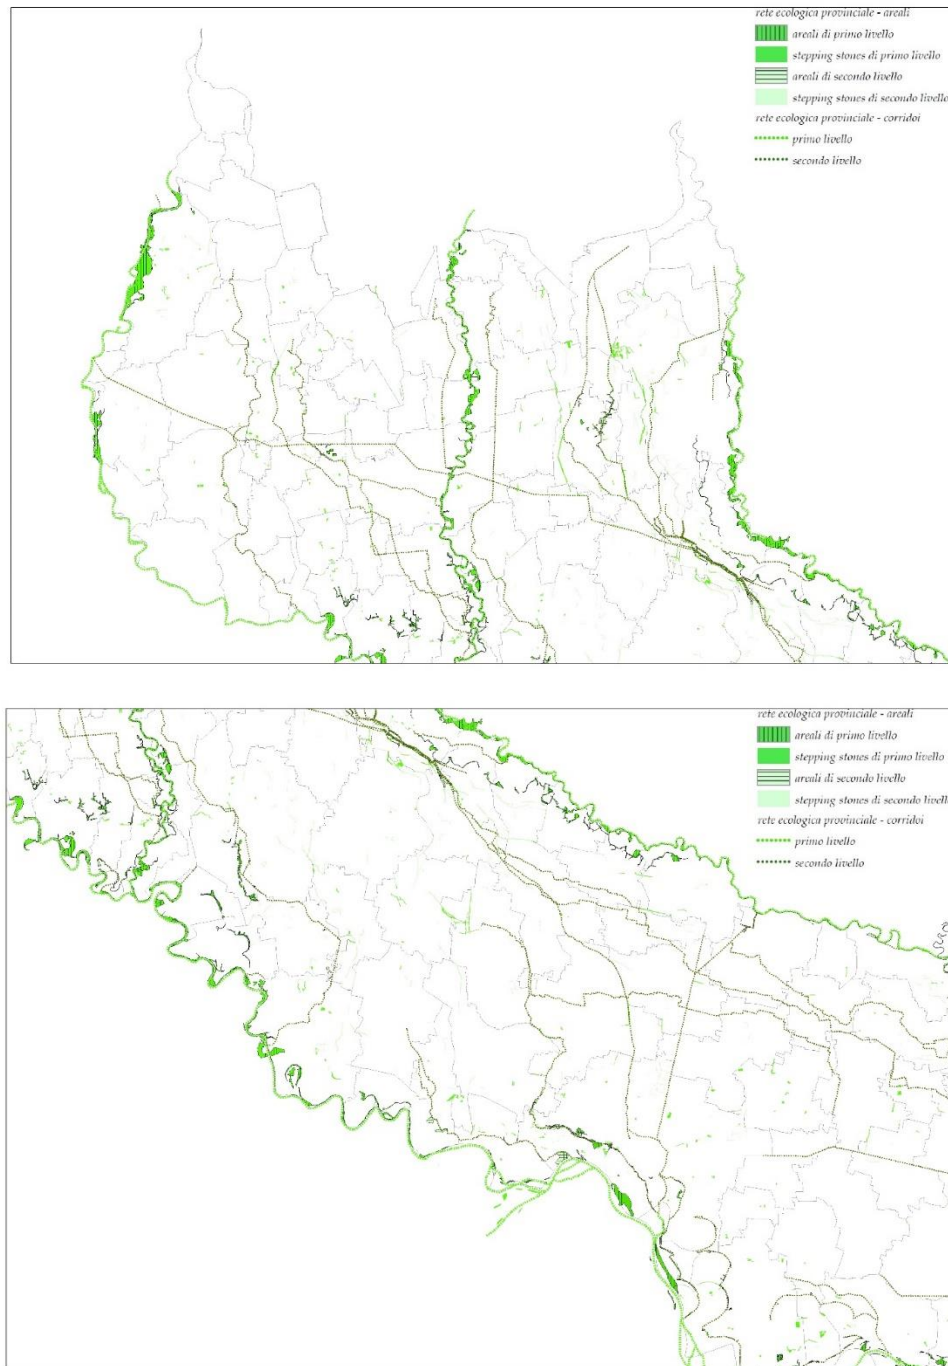 rete ecologica provinciale - areali
areali di primo livello
stepping stones di primo livello
areali di secondo livello
stepping stones di secondo livello
rete ecologica provinciale - corridoi
primo livello
secondo livello
rete ecologica provinciale - areali
areali di primo livello
stepping stones di primo livello
areali di secondo livello
stepping stones di secondo livello
rete ecologica provinciale - corridoi
primo livello
secondo livello